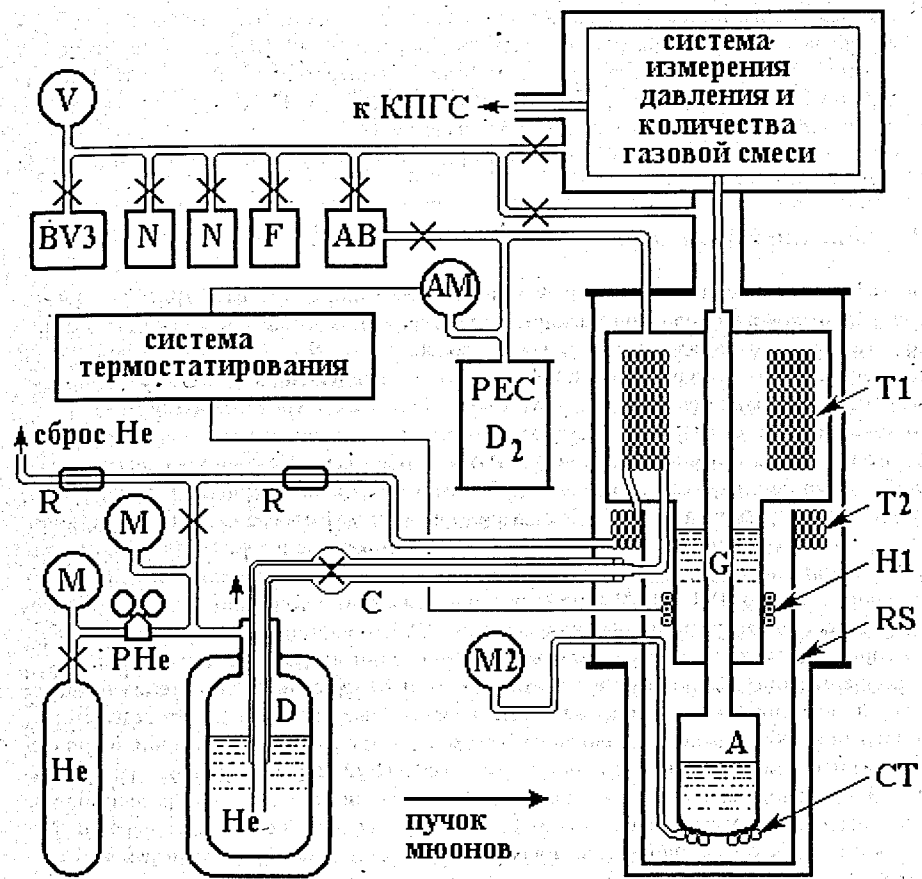 система
измерения
давления и
количества
газовой смеси
к КПГС
V
BV3
N
N
F
AB
AM
система
термостатирования
PEC
D2
T1
сброс He
R
R
T2
M
G
M
C
H1
RS
PHe
M2
D
A
He
He
CT
пучок
мюонов